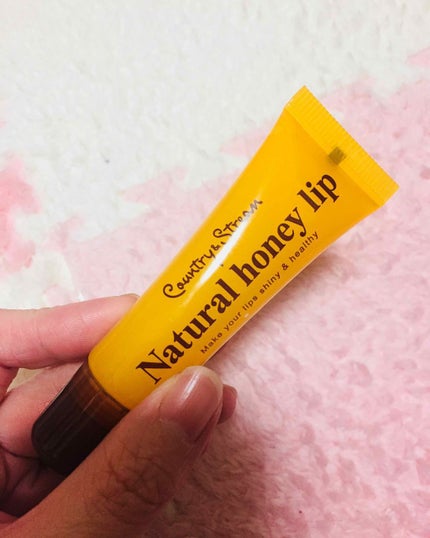 Country & Stream
Natural honey lip
Make your lips shiny & healthy